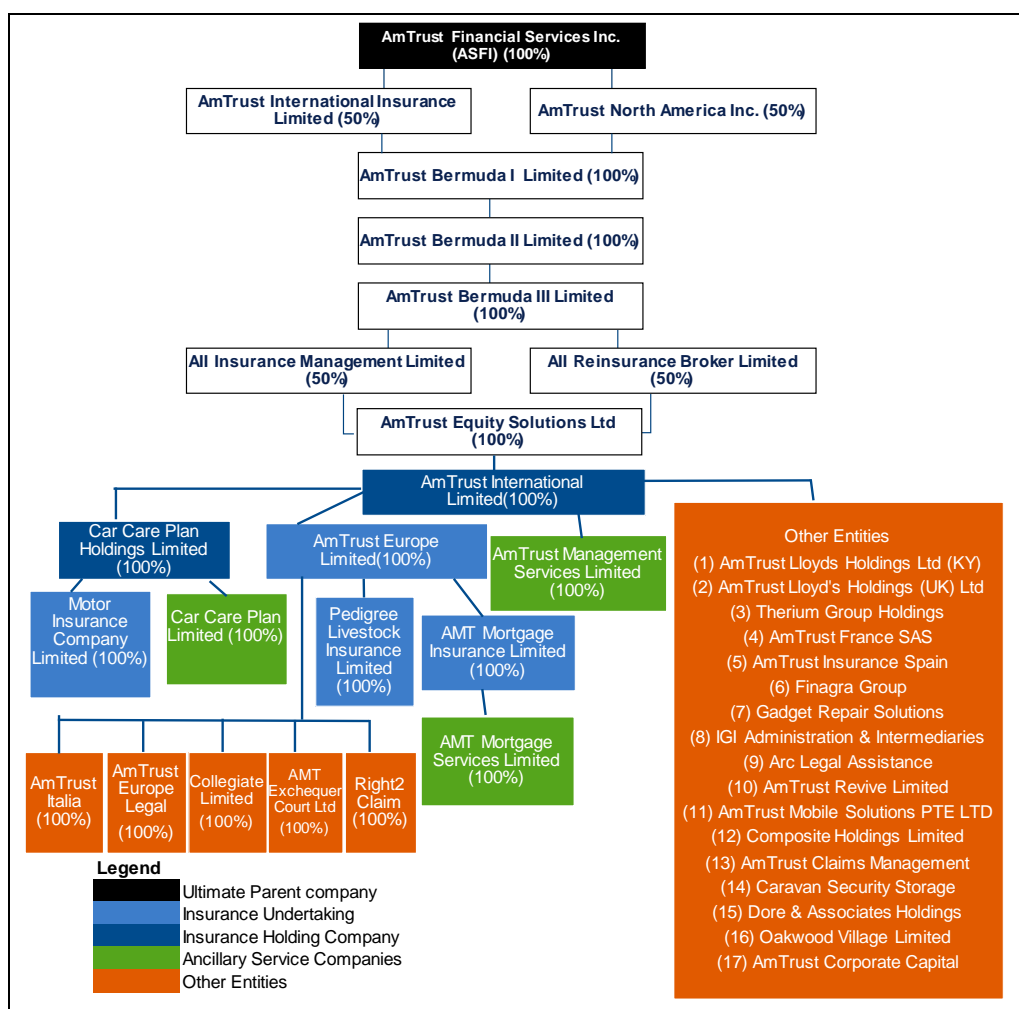 AmTrust Financial Services Inc.
(ASFI) (100%)
AmTrust International Insurance
Limited (50%)
AmTrust North America Inc. (50%)
AmTrust Bermuda I Limited (100%)
AmTrust Bermuda II Limited (100%)
AmTrust Bermuda III Limited
(100%)
AII Insurance Management Limited
(50%)
AII Reinsurance Broker Limited
(50%)
AmTrust Equity Solutions Ltd
(100%)
AmTrust International
Limited(100%)
Car Care Plan
Holdings Limited
(100%)
AmTrust Europe
Limited(100%)
AmTrust Management
Services Limited
(100%)
Motor
Insurance
Company
Limited (100%)
Car Care Plan
Limited (100%)
Pedigree
Livestock
Insurance
Limited
(100%)
AMT Mortgage
Insurance Limited
(100%)
AMT Mortgage
Services Limited
(100%)
AmTrust
Italia
(100%)
AmTrust
Europe
Legal
(100%)
Collegiate
Limited
(100%)
AMT
Exchequer
Court Ltd
(100%)
Right2
Claim
(100%)
Other Entities
(1) AmTrust Lloyds Holdings Ltd (KY)
(2) AmTrust Lloyd's Holdings (UK) Ltd
(3) Therium Group Holdings
(4) AmTrust France SAS
(5) AmTrust Insurance Spain
(6) Finagra Group
(7) Gadget Repair Solutions
(8) IGI Administration & Intermediaries
(9) Arc Legal Assistance
(10) AmTrust Revive Limited
(11) AmTrust Mobile Solutions PTE LTD
(12) Composite Holdings Limited
(13) AmTrust Claims Management
(14) Caravan Security Storage
(15) Dore & Associates Holdings
(16) Oakwood Village Limited
(17) AmTrust Corporate Capital
Legend
Ultimate Parent company
Insurance Undertaking
Insurance Holding Company
Ancillary Service Companies
Other Entities